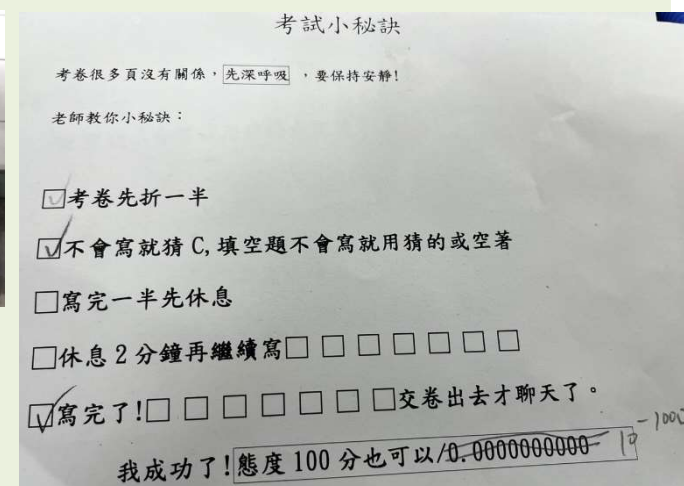 考試小秘訣
考卷很多頁沒有關係，先深呼吸，要保持安靜！
老師教你小秘訣：
☑考卷先折一半
☑不會寫就猜 C, 填空題不會寫就用猜的或空著
☐寫完一半先休息
☐休息 2 分鐘再繼續寫☐ ☐ ☐ ☐ ☐ ☐ ☐
☑寫完了!☐ ☐ ☐ ☐ ☐ ☐ ☐交卷出去才聊天了。
我成功了!態度 100 分也可以/0.0000000000